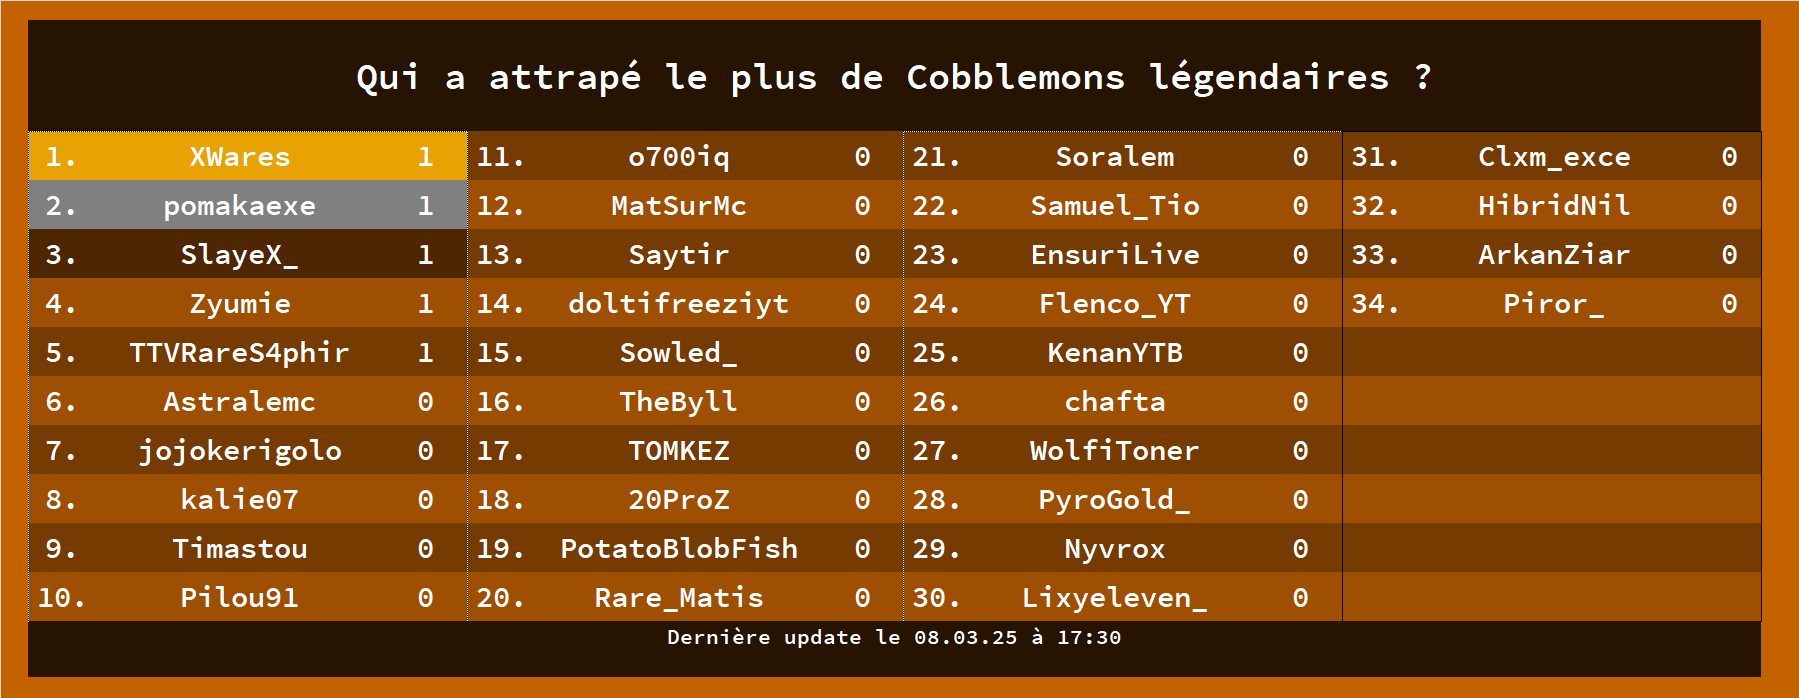 Qui a attrapé le plus de Cobblemons légendaires ?
1. XWares 1
2. pomakaexe 1
3. SlayeX_ 1
4. Zyumie 1
5. TTVRareS4phir 1
6. Astralemc 0
7. jojokerigolo 0
8. kalie07 0
9. Timastou 0
10. Pilou91 0
11. o700iq 0
12. MatSurMc 0
13. Saytir 0
14. doltifreeziyt 0
15. Sowled_ 0
16. TheByll 0
17. TOMKEZ 0
18. 20ProZ 0
19. PotatoBlobFish 0
20. Rare_Matis 0
21. Soralem 0
22. Samuel_Tio 0
23. EnsuriLive 0
24. Flenco_YT 0
25. KenanYTB 0
26. chafta 0
27. WolfiToner 0
28. PyroGold_ 0
29. Nyvrox 0
30. Lixyeleven_ 0
31. Clxm_exce 0
32. HibridNil 0
33. ArkanZiar 0
34. Piror_ 0
Dernière update le 08.03.25 à 17:30